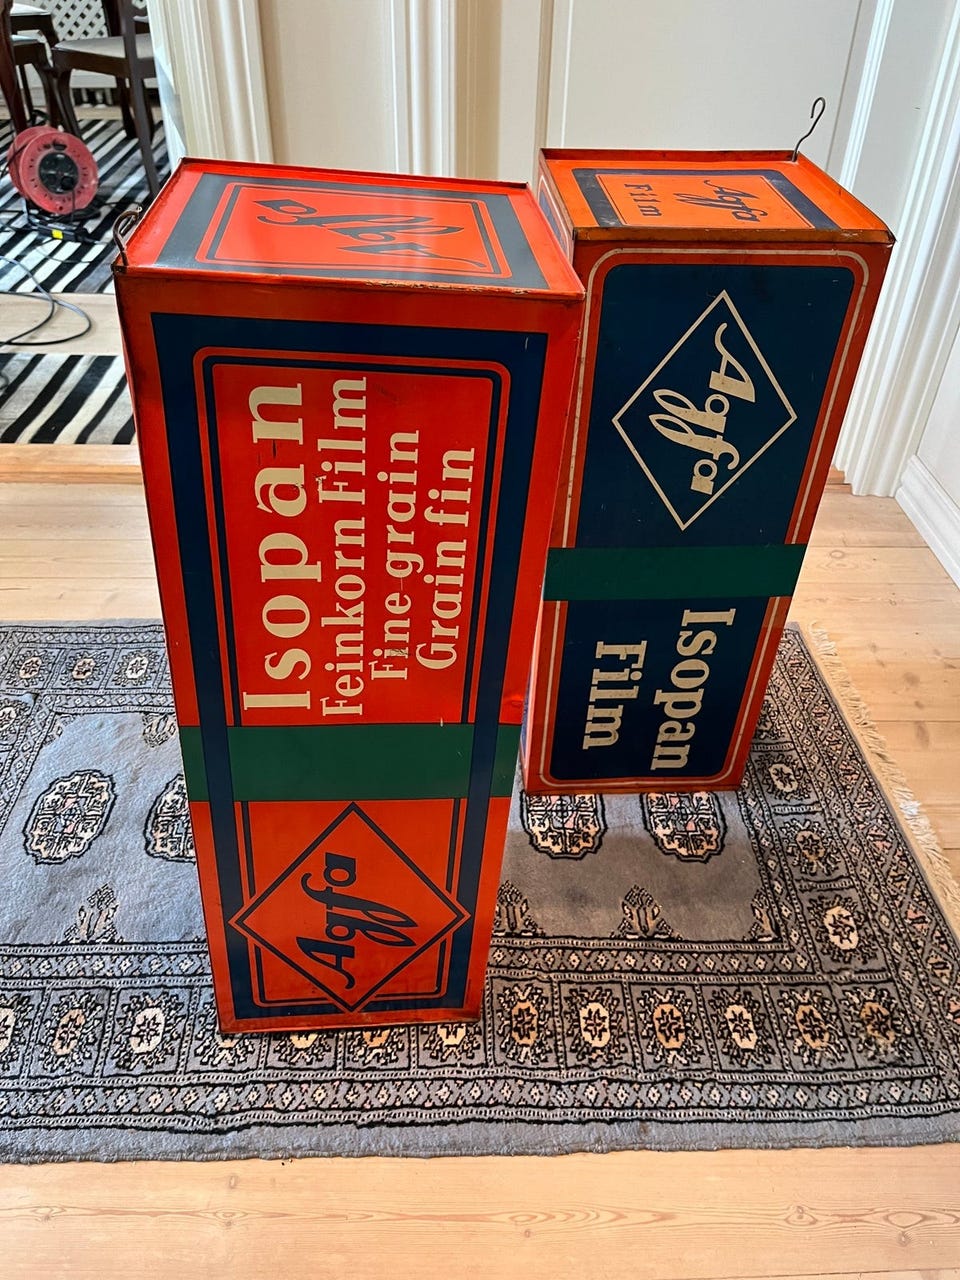 Agfa
Isopan
Feinkorn Film
Fine grain
Grain fin
Agfa
Agfa
Film
Agfa
Isopan
Film